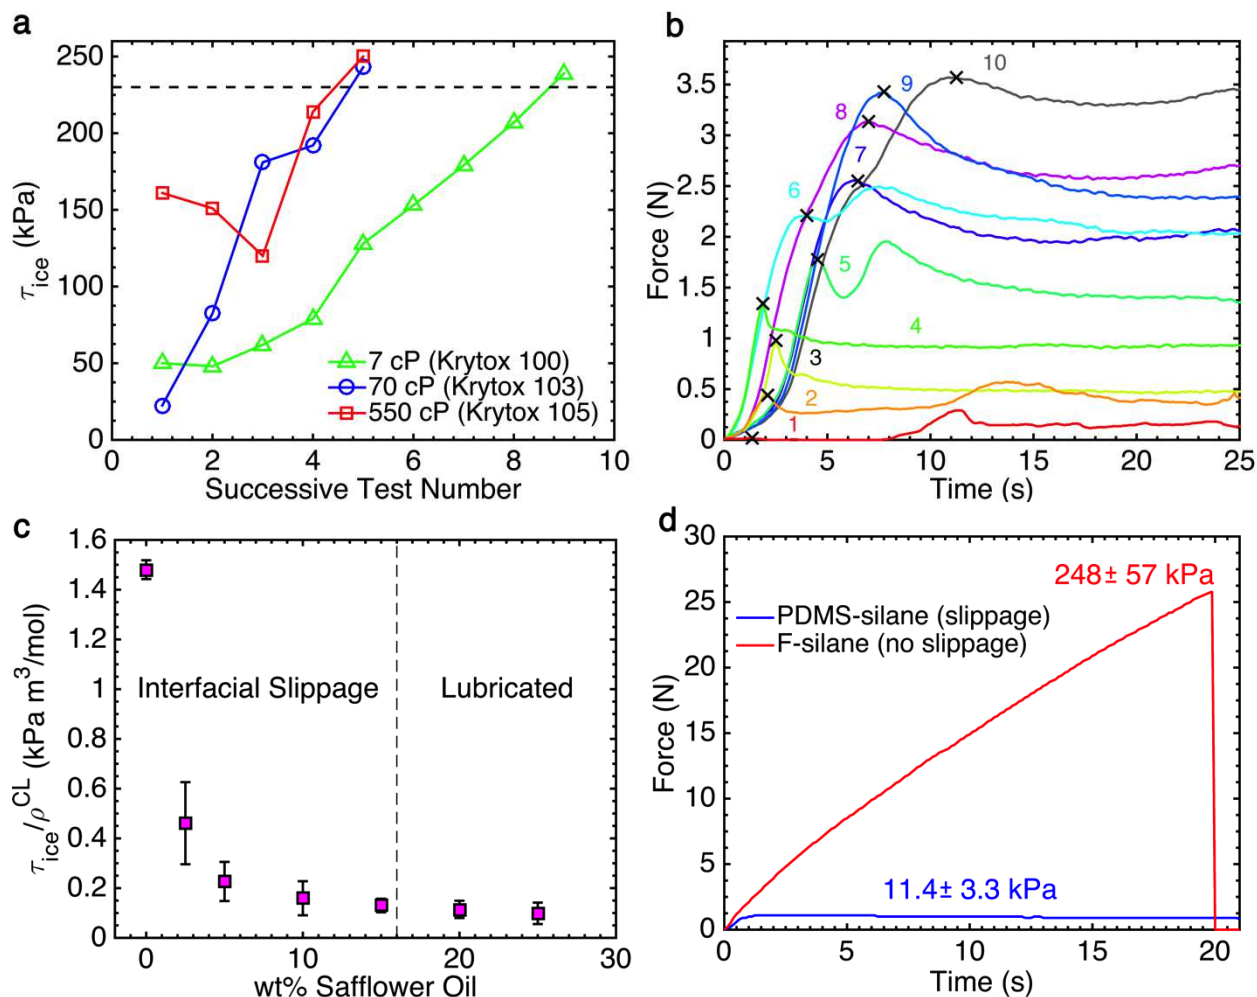 a
250
200
150
100
50
0
τice (kPa)
0 2 4 6 8 10
Successive Test Number
7 cP (Krytox 100)
70 cP (Krytox 103)
550 cP (Krytox 105)
b
3.5
3
2.5
2
1.5
1
0.5
0
Force (N)
0 5 10 15 20 25
Time (s)
10
9
8
7
6
5
4
3
2
1
c
1.6
1.4
1.2
1
0.8
0.6
0.4
0.2
0
τice/ρCL (kPa m3/mol)
0 10 20 30
wt% Safflower Oil
Interfacial Slippage
Lubricated
d
30
25
20
15
10
5
0
Force (N)
0 5 10 15 20
Time (s)
248± 57 kPa
PDMS-silane (slippage)
F-silane (no slippage)
11.4± 3.3 kPa